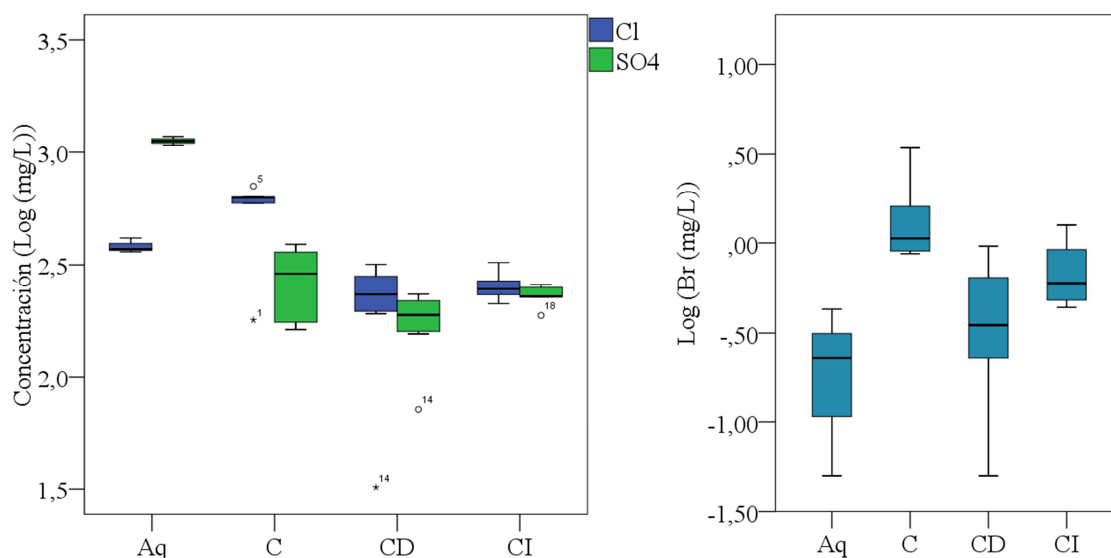 Cl
SO4
Concentración (Log (mg/L))
3,5
3,0
2,5
2,0
1,5
5
1
14
14
18
Aq C CD CI
Log (Br (mg/L))
1,00
,50
,00
-,50
-1,00
-1,50
Aq C CD CI